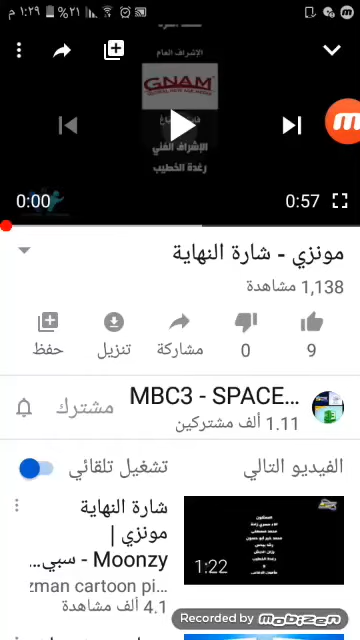 ١:٢٩ م
٢١%
الإشراف العام
GNAM
الإشراف الفني
رغدة الخطيب
0:00
0:57
مونزي - شارة النهاية
1,138 مشاهدة
9
0
مشاركة
تنزيل
حفظ
MBC3 - SPACE...
1.11 ألف مشتركين
مشترك
الفيديو التالي
تشغيل تلقائي
شارة النهاية
مونزي |
Moonzy - سبي...
zman cartoon pi...
4.1 ألف مشاهدة
1:22
Recorded by mobizen